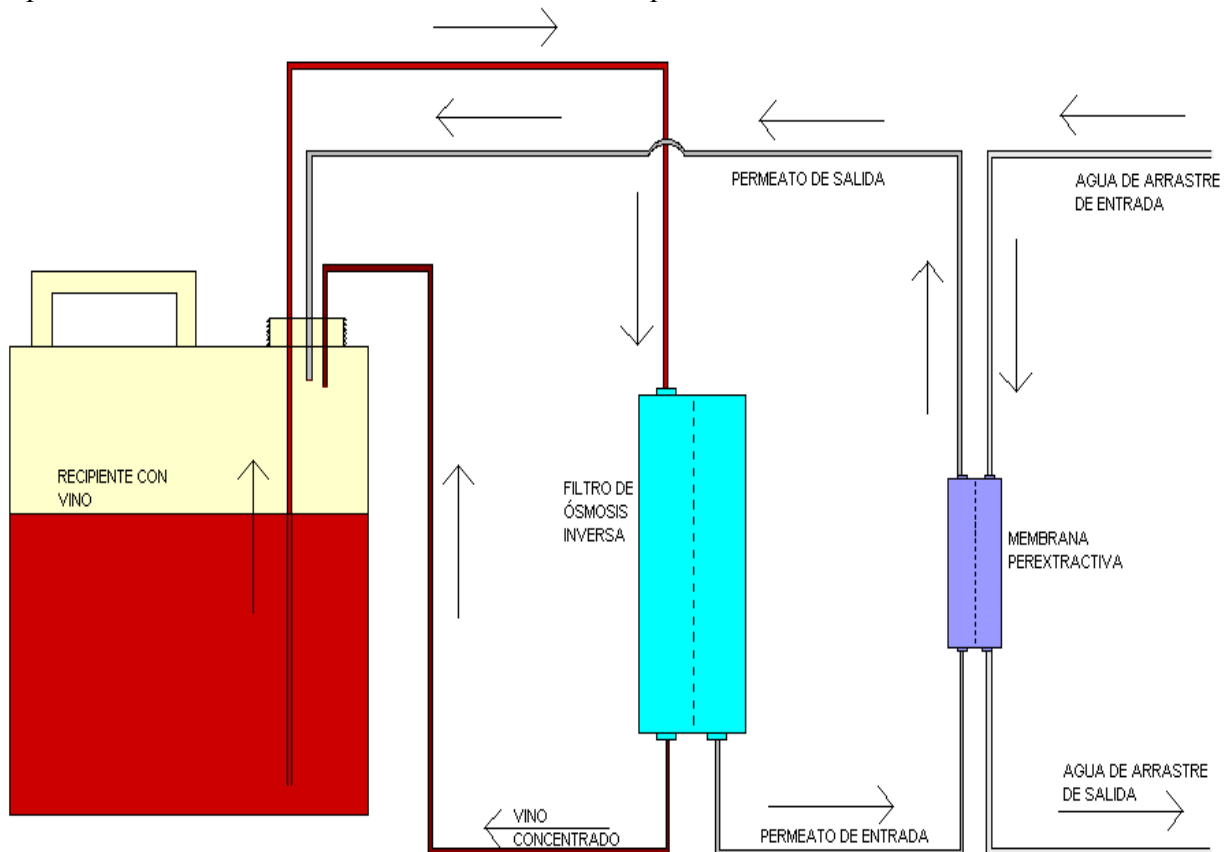 PERMEATO DE SALIDA
AGUA DE ARRASTRE
DE ENTRADA
RECIPIENTE CON
VINO
FILTRO DE
ÓSMOSIS
INVERSA
MEMBRANA
PEREXTRACTIVA
AGUA DE ARRASTRE
DE SALIDA
VINO
CONCENTRADO
PERMEATO DE ENTRADA